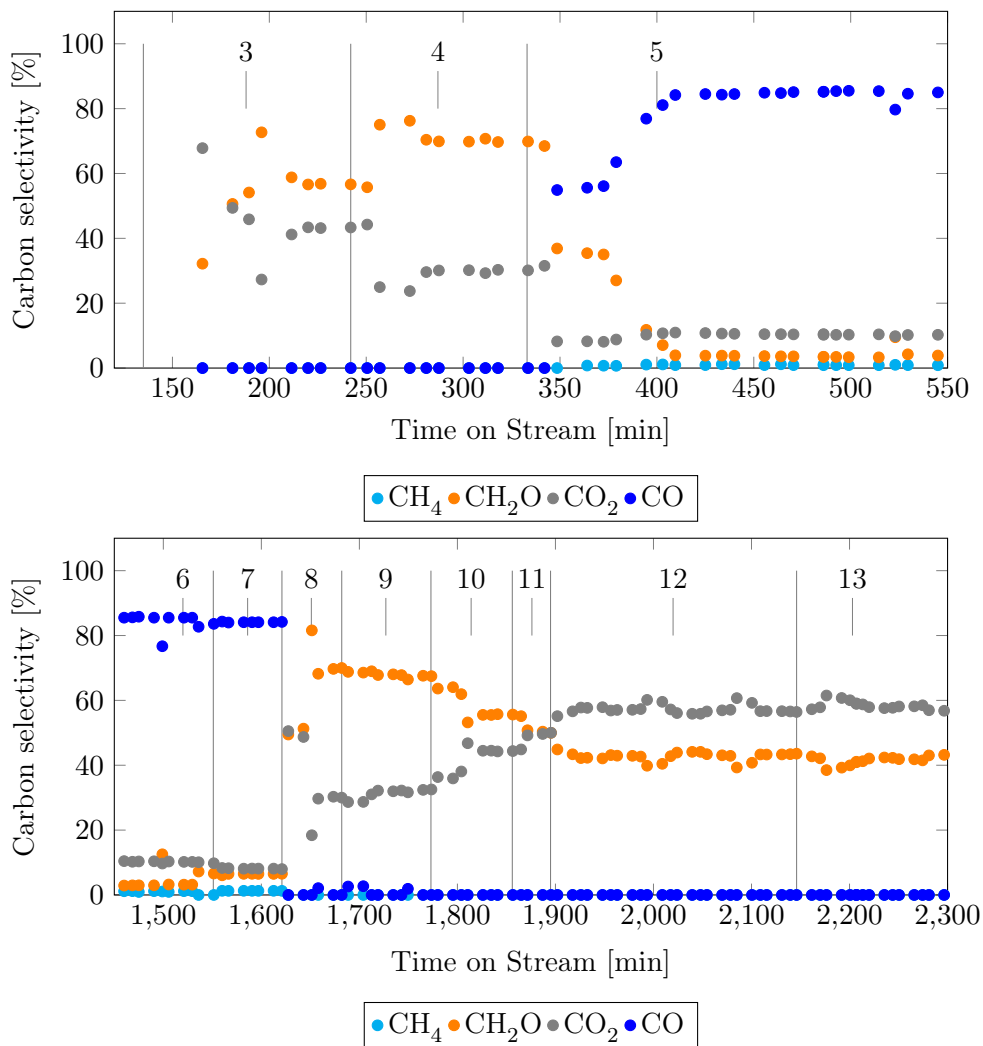 3 4 5
100
80
60
40
20
0
Carbon selectivity [%]
150 200 250 300 350 400 450 500 550
Time on Stream [min]
CH₄ CH₂O CO₂ CO
6 7 8 9 10 11 12 13
100
80
60
40
20
0
Carbon selectivity [%]
1,500 1,600 1,700 1,800 1,900 2,000 2,100 2,200 2,300
Time on Stream [min]
CH₄ CH₂O CO₂ CO